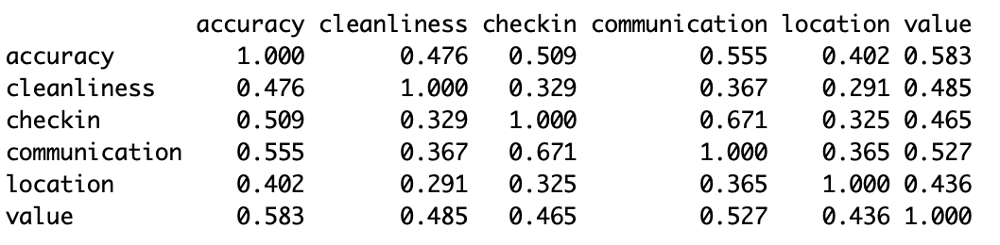 accuracy cleanliness checkin communication location value
accuracy 1.000 0.476 0.509 0.555 0.402 0.583
cleanliness 0.476 1.000 0.329 0.367 0.291 0.485
checkin 0.509 0.329 1.000 0.671 0.325 0.465
communication 0.555 0.367 0.671 1.000 0.365 0.527
location 0.402 0.291 0.325 0.365 1.000 0.436
value 0.583 0.485 0.465 0.527 0.436 1.000